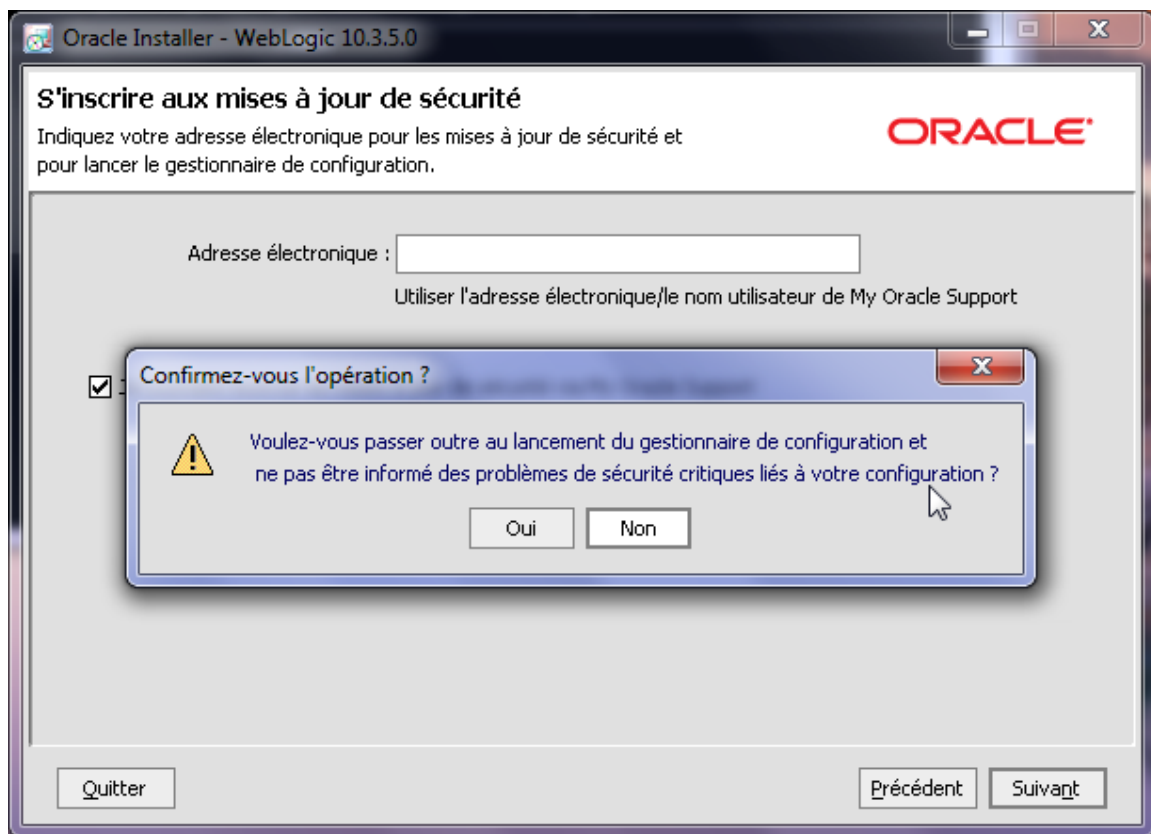 Oracle Installer - WebLogic 10.3.5.0
S'inscrire aux mises à jour de sécurité
Indiquez votre adresse électronique pour les mises à jour de sécurité et
pour lancer le gestionnaire de configuration.
ORACLE
Adresse électronique :
Utiliser l'adresse électronique/le nom utilisateur de My Oracle Support
Confirmez-vous l'opération ?
Voulez-vous passer outre au lancement du gestionnaire de configuration et
ne pas être informé des problèmes de sécurité critiques liés à votre configuration ?
Oui Non
Quitter Précédent Suivant